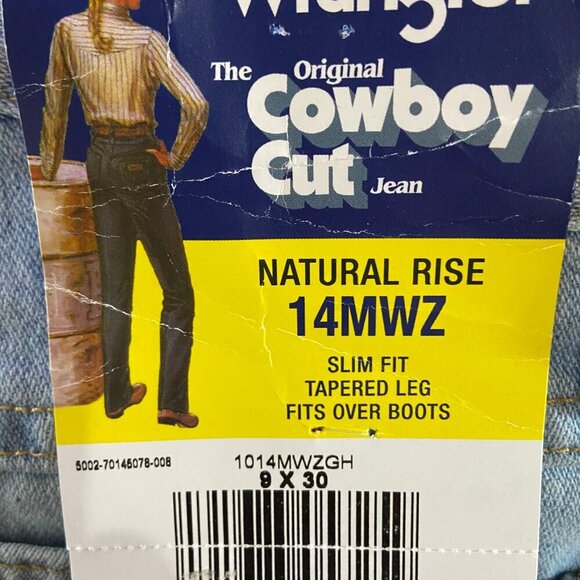 Wrangler
The Original
Cowboy
Cut Jean
NATURAL RISE
14MWZ
SLIM FIT
TAPERED LEG
FITS OVER BOOTS
5002-70145078-008
1014MWZGH
9 X 30